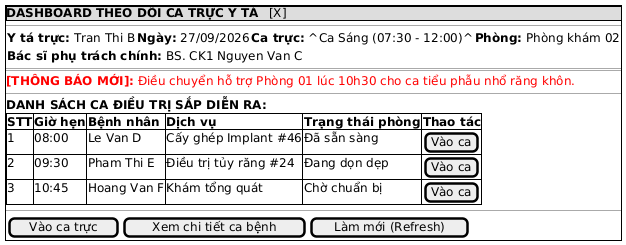 DASHBOARD THEO DÕI CA TRỰC Y TÁ [X]
Y tá trực: Tran Thi B Ngày: 27/09/2026 Ca trực: ^Ca Sáng (07:30 - 12:00)^ Phòng: Phòng khám 02
Bác sĩ phụ trách chính: BS. CK1 Nguyen Van C
[THÔNG BÁO MỚI]: Điều chuyển hỗ trợ Phòng 01 lúc 10h30 cho ca tiểu phẫu nhổ răng khôn.
DANH SÁCH CA ĐIỀU TRỊ SẮP DIỄN RA:
STT Giờ hẹn Bệnh nhân Dịch vụ Trạng thái phòng Thao tác
1 08:00 Le Van D Cấy ghép Implant #46 Đã sẵn sàng Vào ca
2 09:30 Pham Thi E Điều trị tủy răng #24 Đang dọn dẹp Vào ca
3 10:45 Hoang Van F Khám tổng quát Chờ chuẩn bị Vào ca
Vào ca trực Xem chi tiết ca bệnh Làm mới (Refresh)